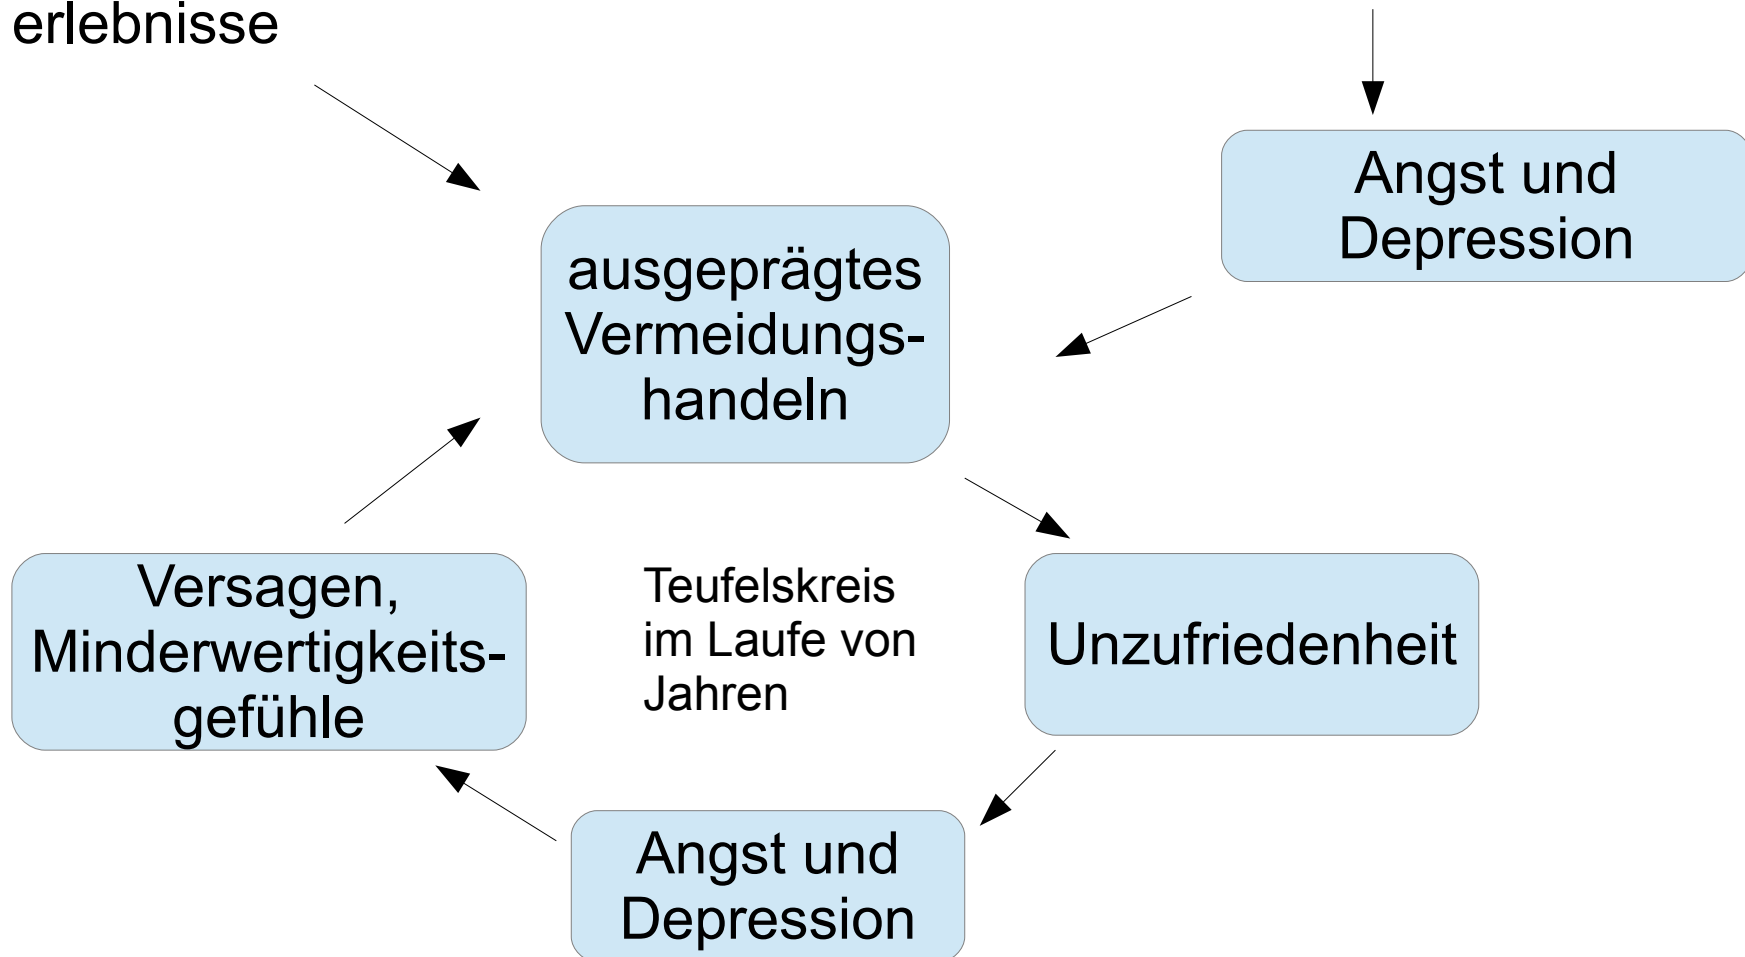 erlebnisse
Angst und
Depression
ausgeprägtes
Vermeidungs-
handeln
Versagen,
Minderwertigkeits-
gefühle
Teufelskreis
im Laufe von
Jahren
Unzufriedenheit
Angst und
Depression